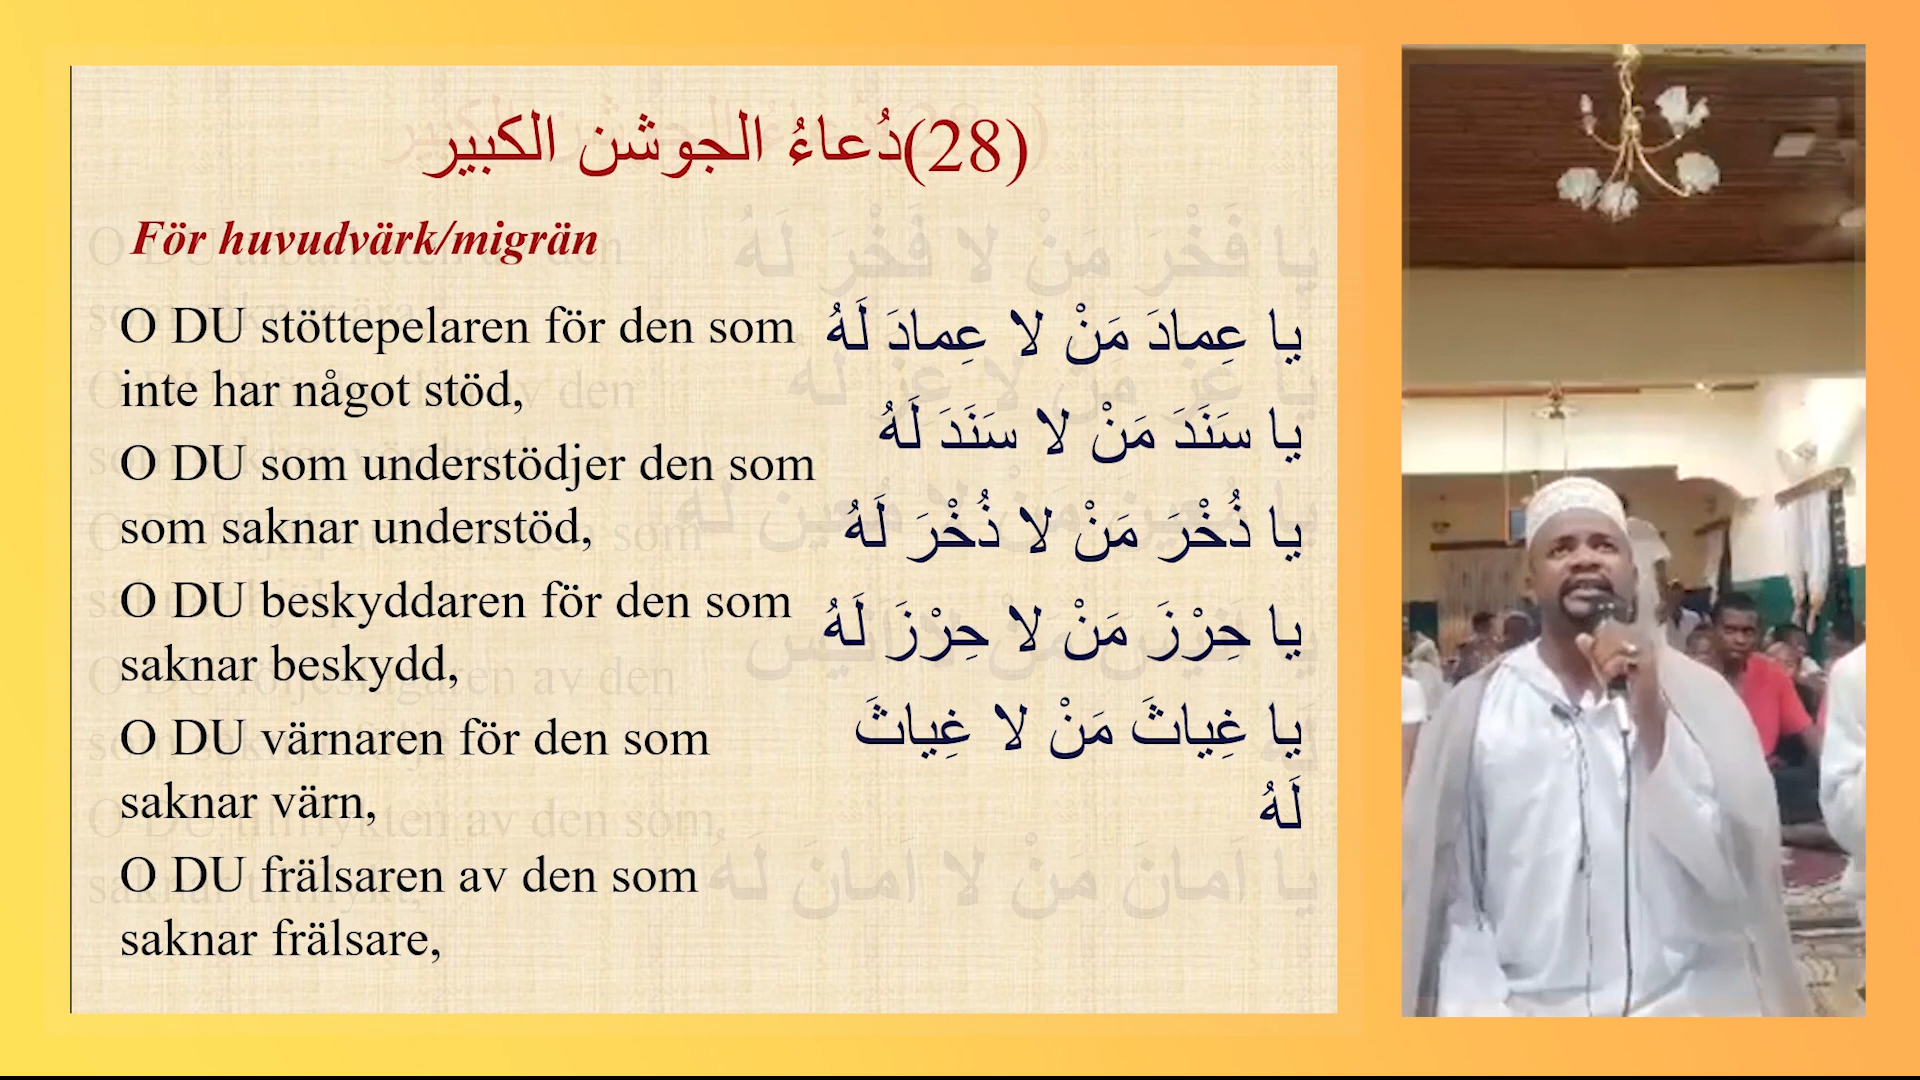 (28)دُعاءُ الجوشن الكبير
För huvudvärk/migrän
O DU stöttepelaren för den som
inte har något stöd,
O DU som understödjer den som
som saknar understöd,
O DU beskyddaren för den som
saknar beskydd,
O DU värnaren för den som
saknar värn,
O DU frälsaren av den som
saknar frälsare,
يا عِمادَ مَنْ لا عِمادَ لَهُ
يا سَنَدَ مَنْ لا سَنَدَ لَهُ
يا ذُخْرَ مَنْ لا ذُخْرَ لَهُ
يا حِرْزَ مَنْ لا حِرْزَ لَهُ
يا غِياثَ مَنْ لا غِياثَ
لَهُ